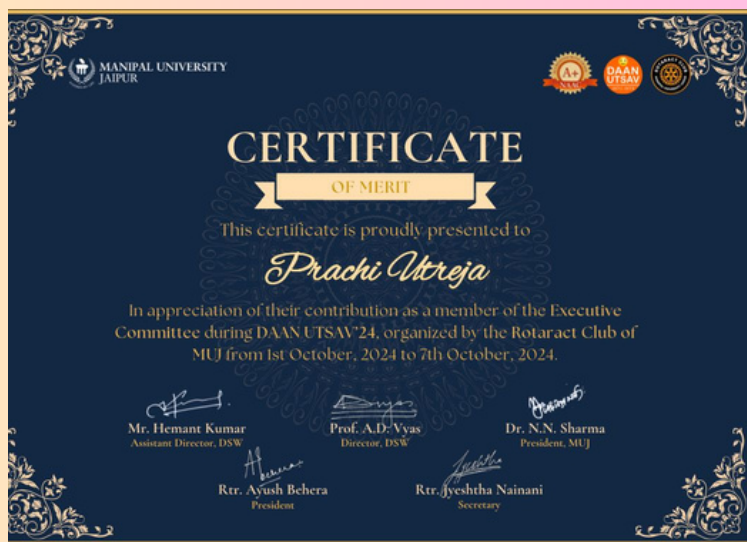 MANIPAL UNIVERSITY
JAIPUR
A+
NAAC
DAAN
UTSAV
ROTARACT CLUB
CERTIFICATE
OF MERIT
This certificate is proudly presented to
Prachi Utreja
In appreciation of their contribution as a member of the Executive
Committee during DAAN UTSAV'24, organized by the Rotaract Club of
MUJ from 1st October, 2024 to 7th October, 2024.
Mr. Hemant Kumar
Assistant Director, DSW
Prof. A.D. Vyas
Director, DSW
Dr. N.N. Sharma
President, MUJ
Rtr. Ayush Behera
President
Rtr. Jyeshtha Nainani
Secretary